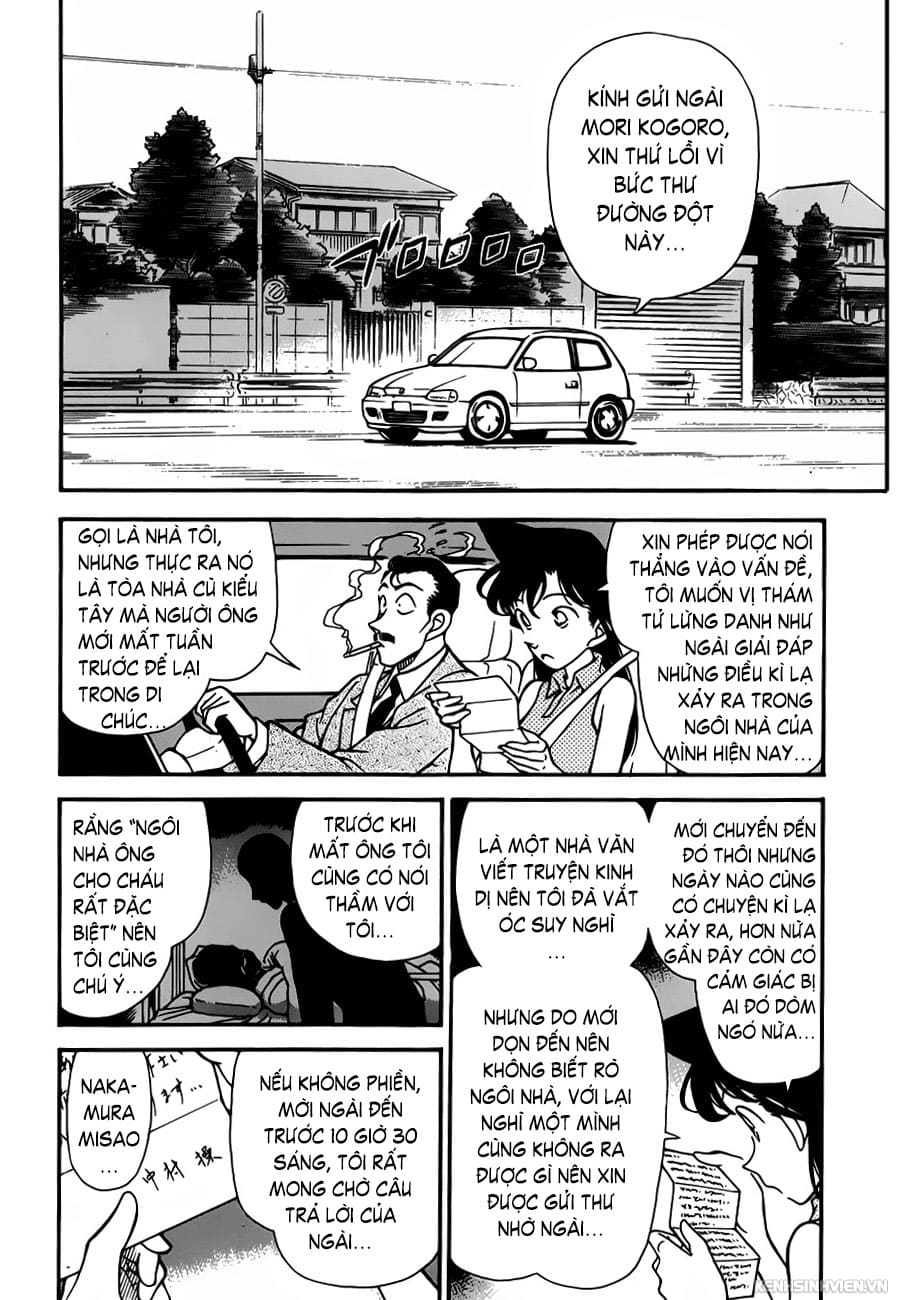 KÍNH GỬI NGÀI
MORI KOGORO,
XIN THỨ LỖI VÌ
BỨC THƯ
ĐƯỜNG ĐỘT
NÀY...
ブロロロロ
XIN PHÉP ĐƯỢC NÓI
THẲNG VÀO VẤN ĐỀ,
TÔI MUỐN VỊ THÁM
TỬ LỪNG DANH NHƯ
NGÀI GIẢI ĐÁP
NHỮNG ĐIỀU KÌ LẠ
XẢY RA TRONG
NGÔI NHÀ CỦA
MÌNH HIỆN NAY...
GỌI LÀ NHÀ TÔI,
NHƯNG THỰC RA NÓ
LÀ TÒA NHÀ CŨ KIỂU
TÂY MÀ NGƯỜI ÔNG
MỚI MẤT TUẦN
TRƯỚC ĐỂ LẠI
TRONG DI
CHÚC...
MỚI CHUYỂN ĐẾN
ĐÓ THÔI NHƯNG
NGÀY NÀO CŨNG
CÓ CHUYỆN KÌ LẠ
XẢY RA, HƠN NỮA
GẦN ĐÂY CÒN CÓ
CẢM GIÁC BỊ
AI ĐÓ DÒM
NGÓ NỮA...
LÀ MỘT NHÀ VĂN
VIẾT TRUYỆN KINH
DỊ NÊN TÔI ĐÃ VẮT
ÓC SUY NGHĨ
...
NHƯNG DO MỚI
DỌN ĐẾN NÊN
KHÔNG BIẾT RÕ
NGÔI NHÀ, VỚI LẠI
NGHĨ MỘT MÌNH
CŨNG KHÔNG RA
ĐƯỢC GÌ NÊN XIN
ĐƯỢC GỬI THƯ
NHỜ NGÀI...
TRƯỚC KHI
MẤT ÔNG TÔI
CŨNG CÓ NÓI
THẦM VỚI
TÔI...
RẰNG "NGÔI
NHÀ ÔNG
CHO CHÁU
RẤT ĐẶC
BIỆT" NÊN
TÔI CŨNG
CHÚ Ý...
NẾU KHÔNG PHIỀN,
MỜI NGÀI ĐẾN
TRƯỚC 10 GIỜ 30
SÁNG, TÔI RẤT
MONG CHỜ CÂU
TRẢ LỜI CỦA
NGÀI...
NAKA-
MURA
MISAO
...
ます...
中村 操
KENHSINHVIEN.VN